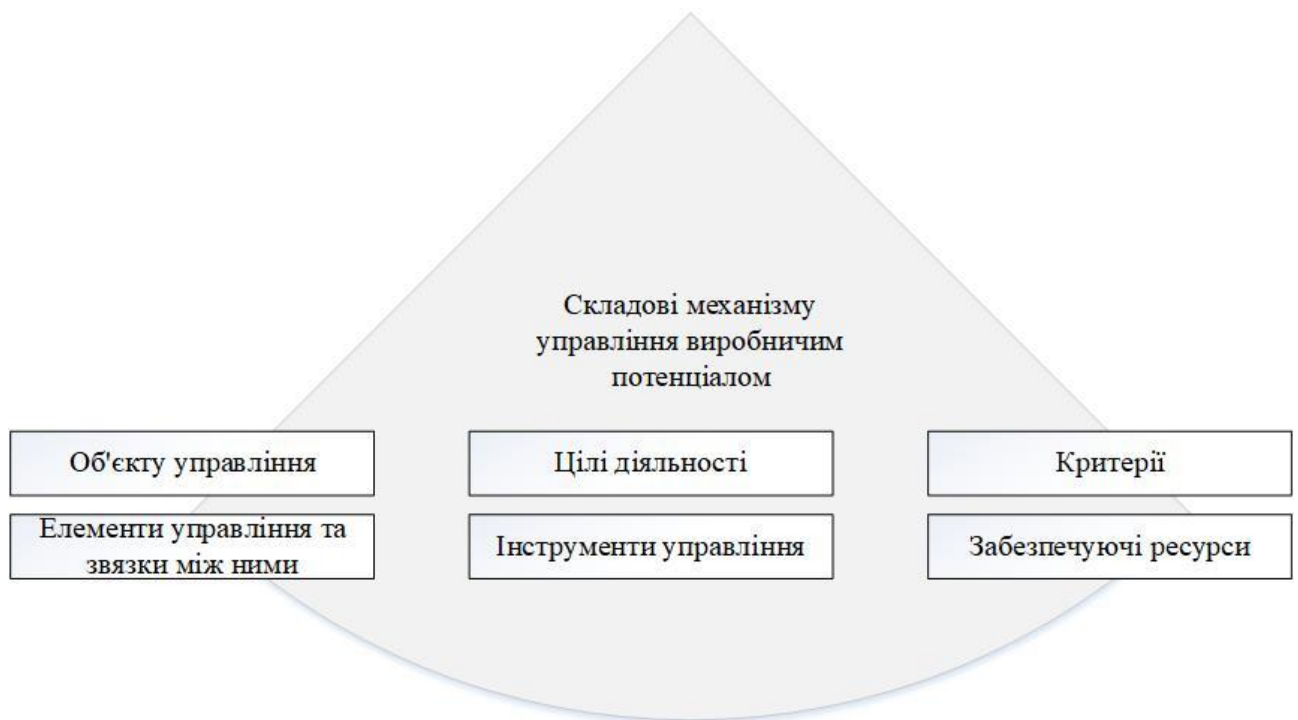 Складові механізму
управління виробничим
потенціалом
Об'єкту управління
Цілі діяльності
Критерії
Елементи управління та
звязки між ними
Інструменти управління
Забезпечуючі ресурси